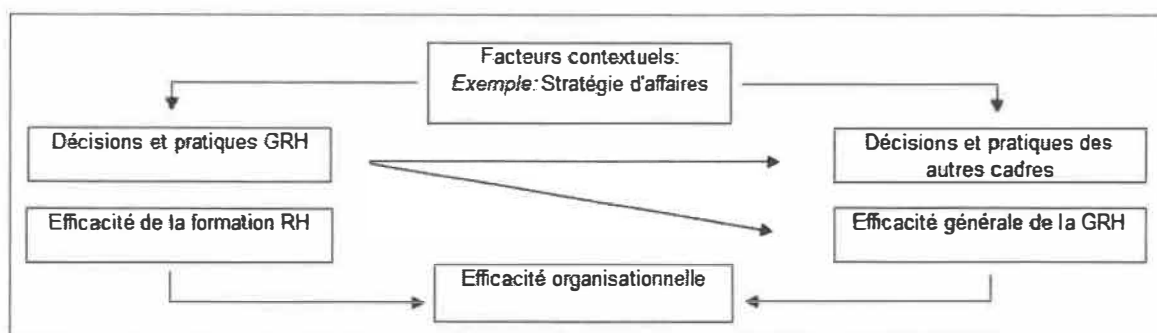 Facteurs contextuels:
Exemple: Stratégie d'affaires
Décisions et pratiques GRH
Décisions et pratiques des
autres cadres
Efficacité de la formation RH
Efficacité générale de la GRH
Efficacité organisationnelle